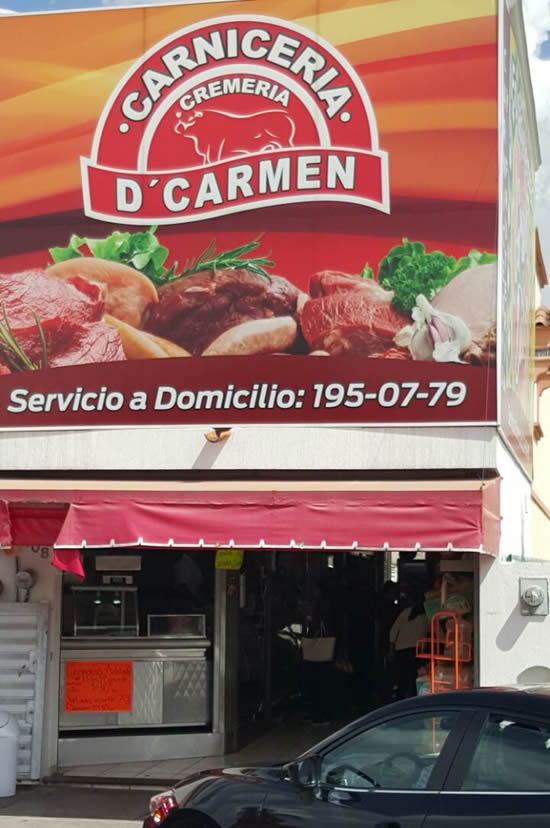 CARNICERIA
CREMERIA
D´CARMEN
Servicio a Domicilio: 195-07-79